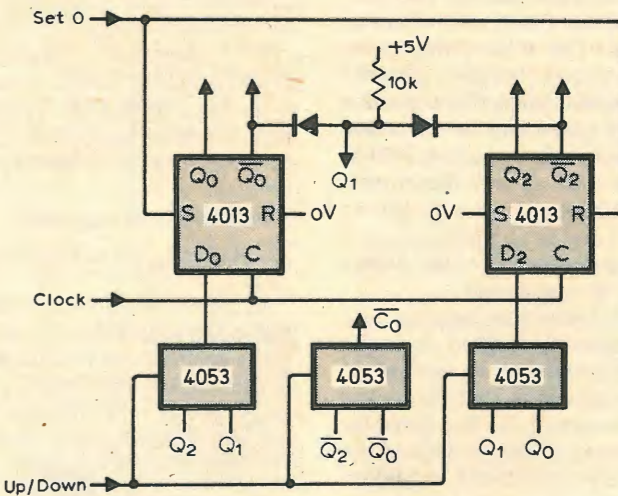 Set 0
+5V
10k
Q₀ Q̅₀
Q₁
Q₂ Q̅₂
S 4013 R
0V
0V
S 4013 R
D₀ C
D₂ C
Clock
C̅₀
4053
4053
4053
Q₂ Q₁
Q̅₂ Q̅₀
Q₁ Q₀
Up/Down